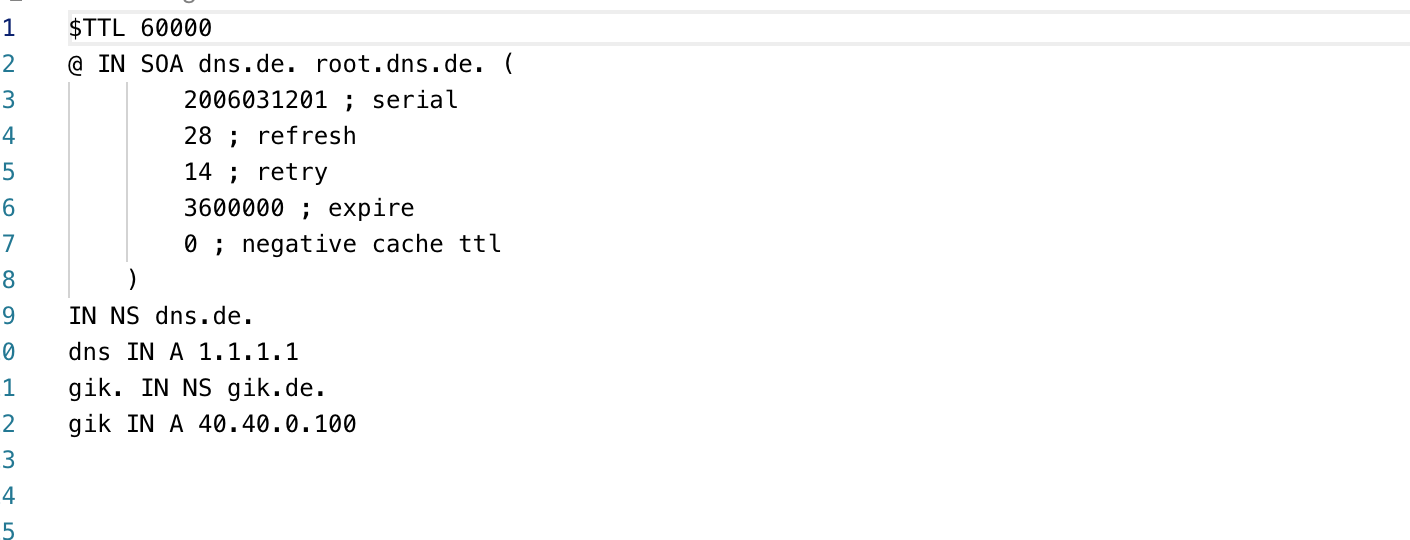 1 $TTL 60000
2 @ IN SOA dns.de. root.dns.de. (
3 2006031201 ; serial
4 28 ; refresh
5 14 ; retry
6 3600000 ; expire
7 0 ; negative cache ttl
8 )
9 IN NS dns.de.
0 dns IN A 1.1.1.1
1 gik. IN NS gik.de.
2 gik IN A 40.40.0.100
3
4
5